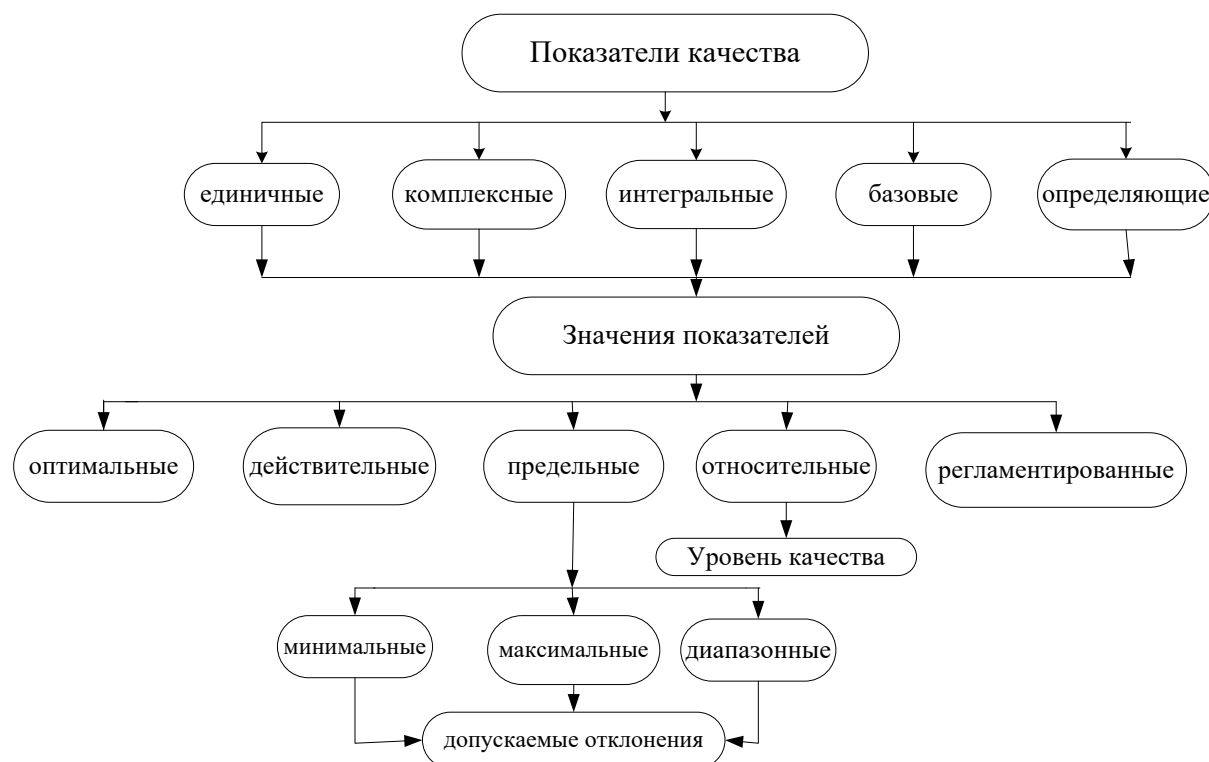 Показатели качества
единичные
комплексные
интегральные
базовые
определяющие
Значения показателей
оптимальные
действительные
предельные
относительные
регламентированные
Уровень качества
минимальные
максимальные
диапазонные
допускаемые отклонения